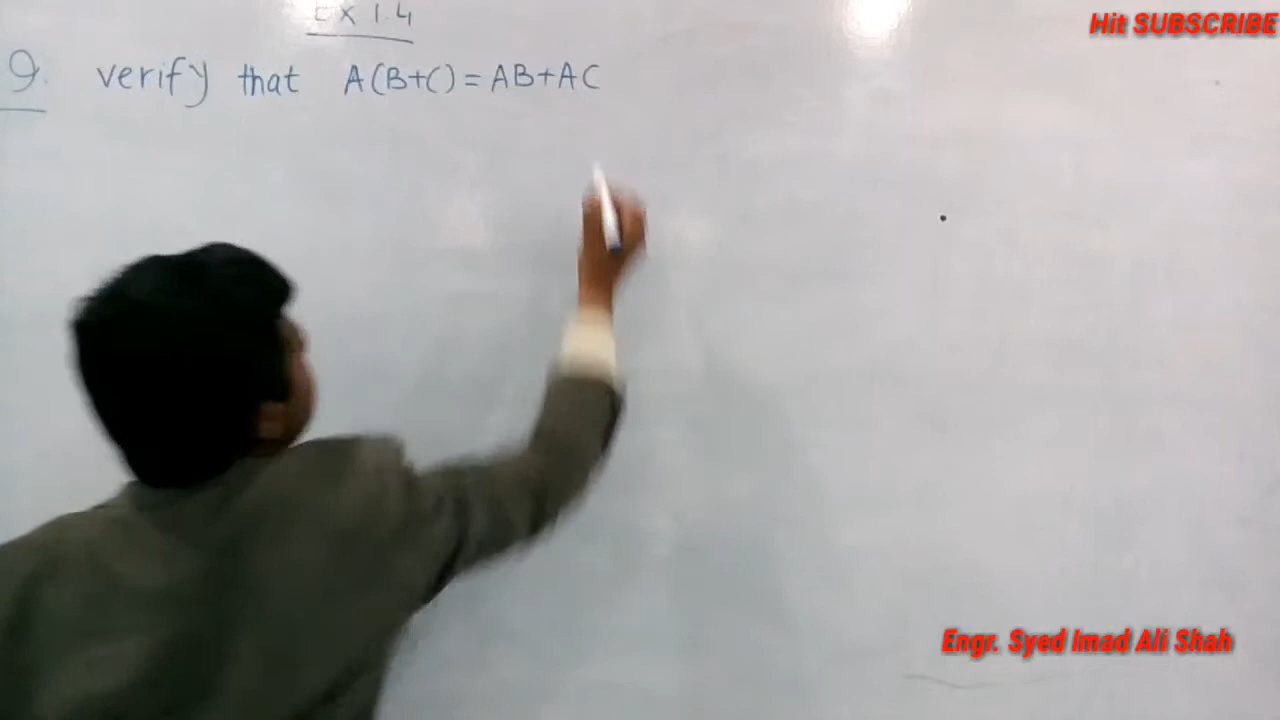 Hit SUBSCRIBE
EX 1.4
9. verify that A(B+C) = AB+AC
Engr. Syed Imad Ali Shah